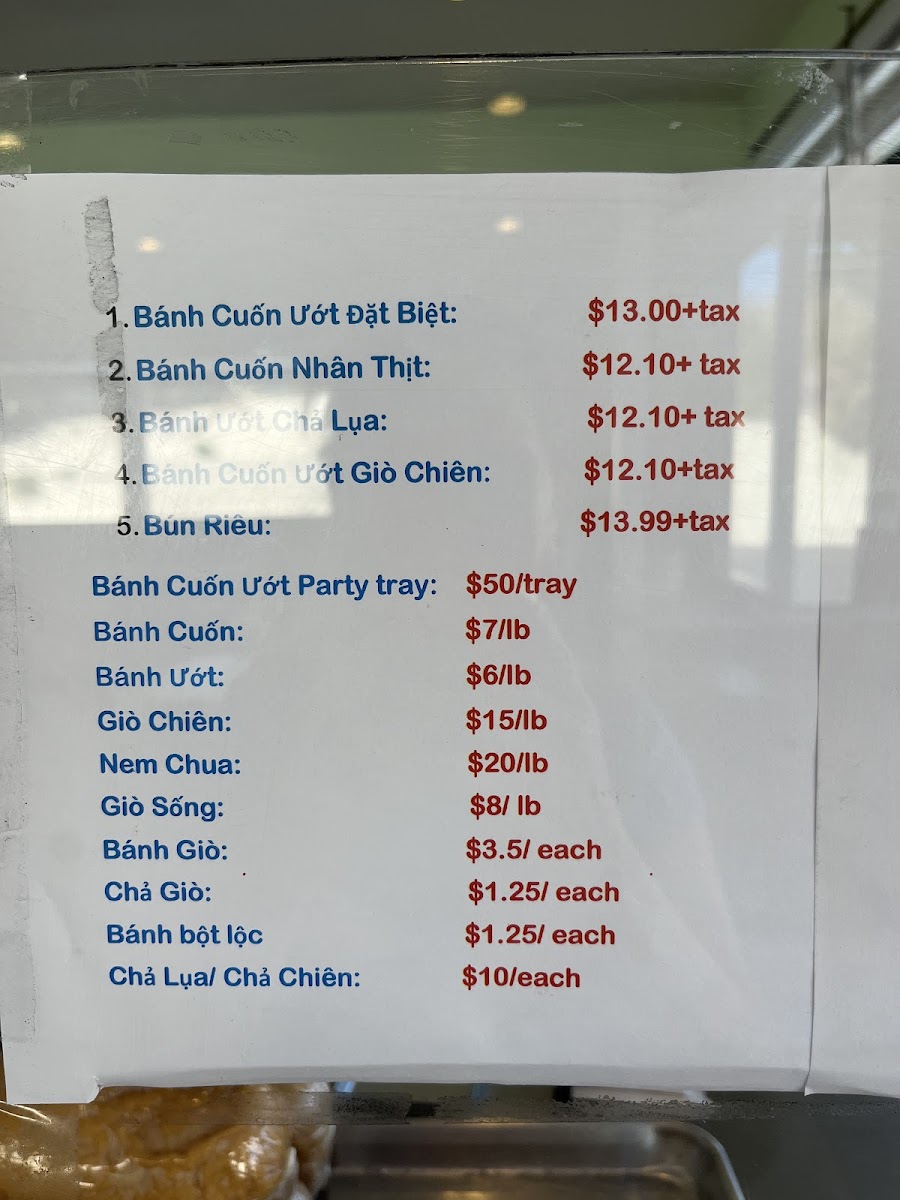 1. Bánh Cuốn Ướt Đặt Biệt: $13.00+tax
2. Bánh Cuốn Nhân Thịt: $12.10+ tax
3. Bánh Ướt Chả Lụa: $12.10+ tax
4. Bánh Cuốn Ướt Giò Chiên: $12.10+tax
5. Bún Riêu: $13.99+tax
Bánh Cuốn Ướt Party tray: $50/tray
Bánh Cuốn: $7/lb
Bánh Ướt: $6/lb
Giò Chiên: $15/lb
Nem Chua: $20/lb
Giò Sống: $8/ lb
Bánh Giò: $3.5/ each
Chả Giò: $1.25/ each
Bánh bột lộc $1.25/ each
Chả Lụa/ Chả Chiên: $10/each